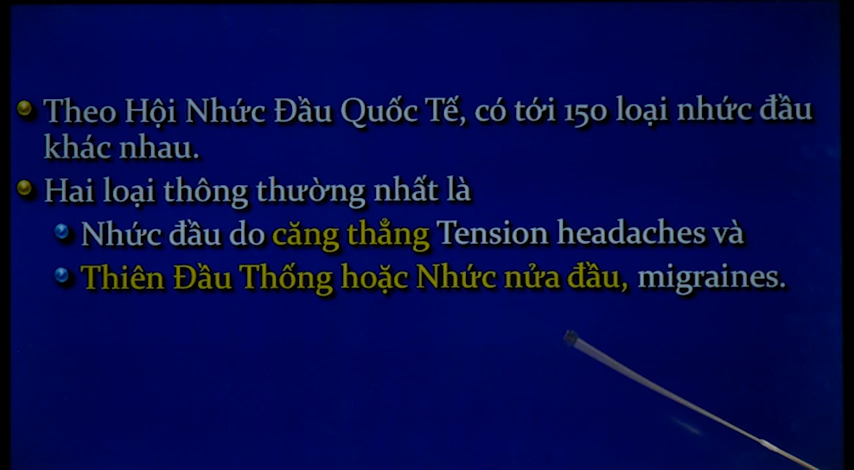 Theo Hội Nhức Đầu Quốc Tế, có tới 150 loại nhức đầu
khác nhau.
Hai loại thông thường nhất là
Nhức đầu do căng thẳng Tension headaches và
Thiên Đầu Thống hoặc Nhức nửa đầu, migraines.